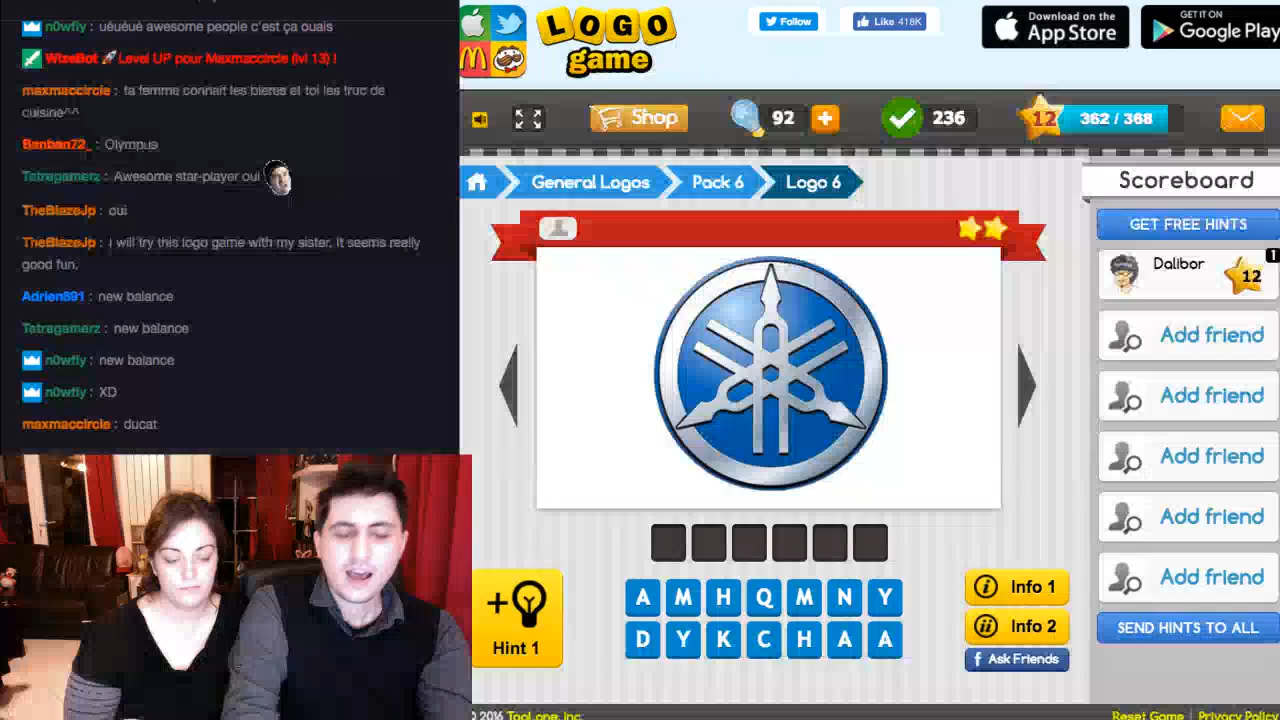 n0wfly : uéuéué awesome people c'est ça ouais
WizeBot 🚀 Level UP pour Maxmaccircle (lvl 13) !
maxmaccircle : ta femme connait les bieres et toi les truc de
cuisine^^
Banban72_ : Olympus
Tetragamerz : Awesome star-player oui
TheBlazeJp : oui
TheBlazeJp : I will try this logo game with my sister. It seems really
good fun.
Adrien891 : new balance
Tetragamerz : new balance
n0wfly : new balance
n0wfly : XD
maxmaccircle : ducat
LOGO
game
Follow
Like 418K
Download on the
App Store
GET IT ON
Google Play
Shop
92
236
12
362 / 368
General Logos
Pack 6
Logo 6
Scoreboard
GET FREE HINTS
1
Dalibor
12
Add friend
Add friend
Add friend
Add friend
Add friend
SEND HINTS TO ALL
+
Hint 1
A M H Q M N Y
D Y K C H A A
i Info 1
ii Info 2
f Ask Friends
© 2016 TooLone, Inc.
Reset Game | Privacy Policy